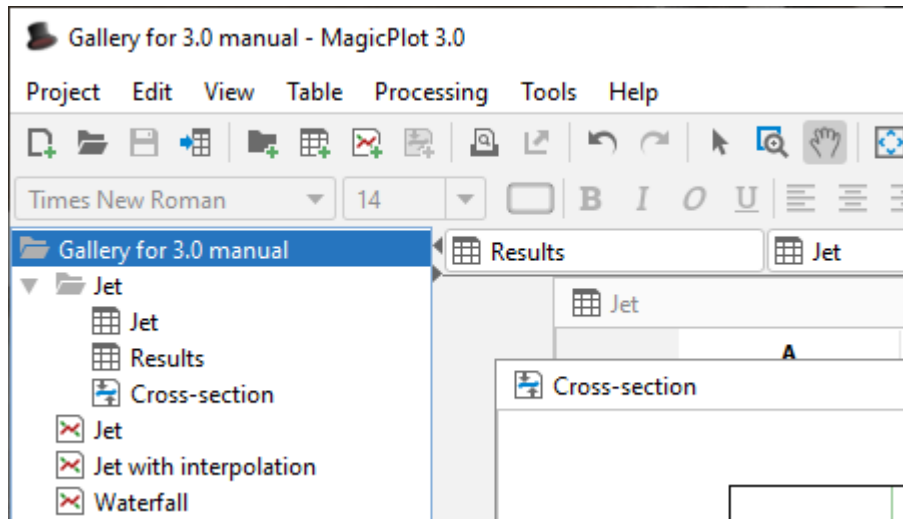 Gallery for 3.0 manual - MagicPlot 3.0
Project Edit View Table Processing Tools Help
Times New Roman 14 B I O U
Gallery for 3.0 manual
Jet
Jet
Results
Cross-section
Jet
Jet with interpolation
Waterfall
Results Jet
Jet
A
Cross-section